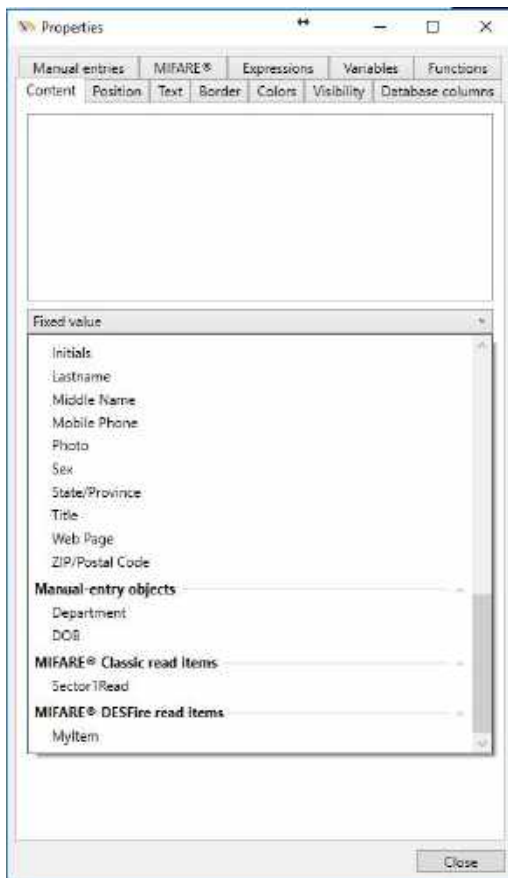 Properties
Manual entries MIFARE® Expressions Variables Functions
Content Position Text Border Colors Visibility Database columns
Fixed value
Initials
Lastname
Middle Name
Mobile Phone
Photo
Sex
State/Province
Title
Web Page
ZIP/Postal Code
Manual-entry objects
Department
DOB
MIFARE® Classic read items
Sector1Read
MIFARE® DESFire read items
MyItem
Close